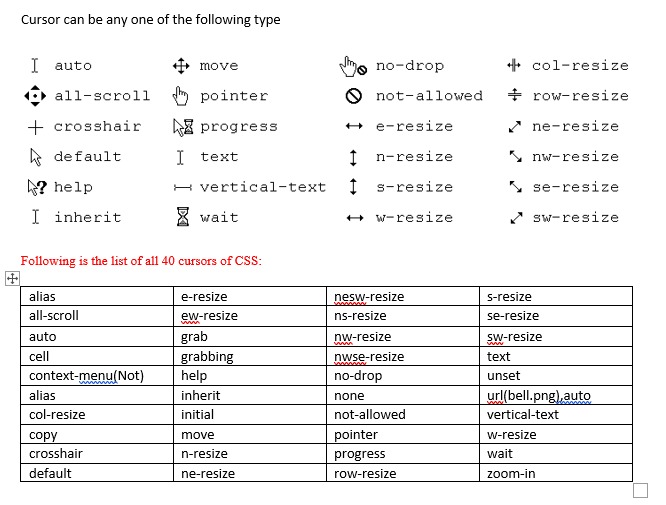 Cursor can be any one of the following type
auto move no-drop col-resize
all-scroll pointer not-allowed row-resize
crosshair progress e-resize ne-resize
default text n-resize nw-resize
help vertical-text s-resize se-resize
inherit wait w-resize sw-resize
Following is the list of all 40 cursors of CSS:
alias e-resize nesw-resize s-resize
all-scroll ew-resize ns-resize se-resize
auto grab nw-resize sw-resize
cell grabbing nwse-resize text
context-menu(Not) help no-drop unset
alias inherit none url(bell.png),auto
col-resize initial not-allowed vertical-text
copy move pointer w-resize
crosshair n-resize progress wait
default ne-resize row-resize zoom-in